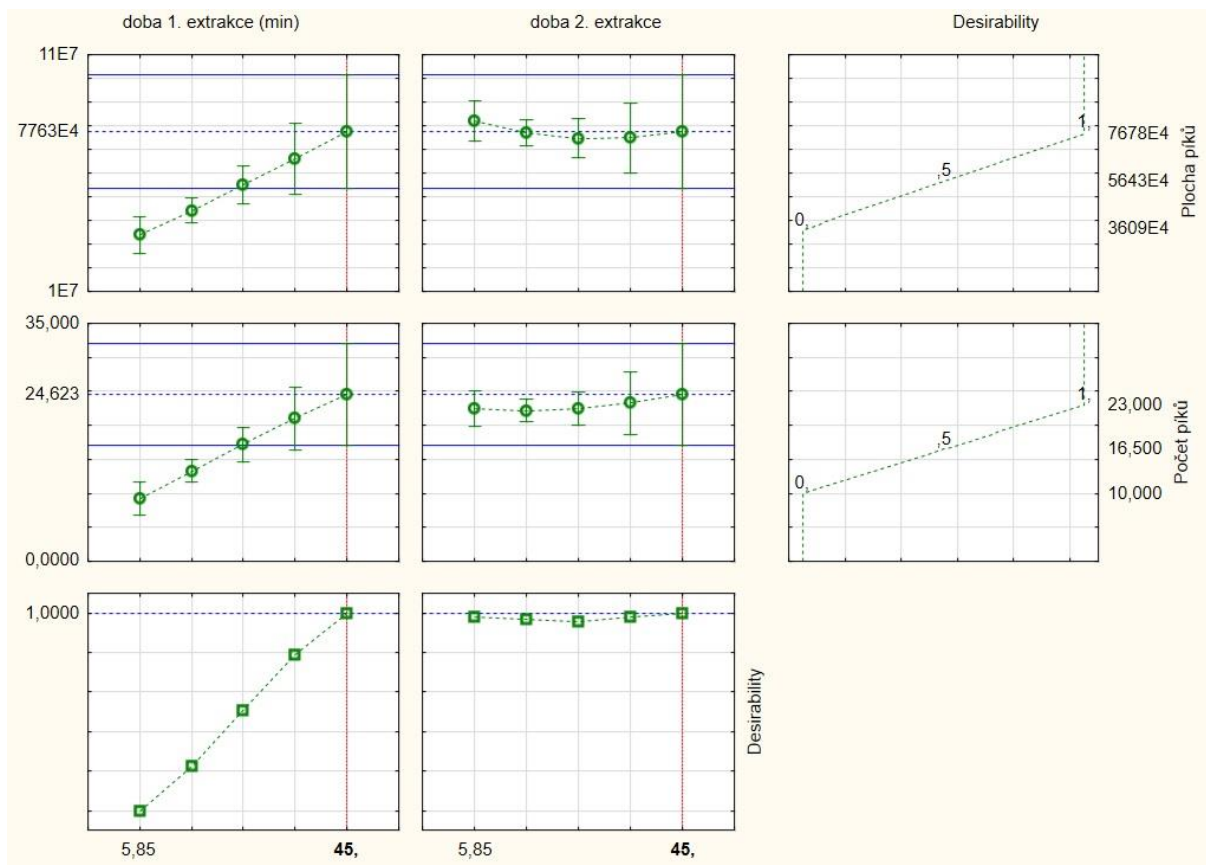 doba 1. extrakce (min)
doba 2. extrakce
Desirability
11E7
7763E4
1E7
1,
,5
0,
7678E4
5643E4
3609E4
Plocha píků
35,000
24,623
0,0000
1,
,5
0,
23,000
16,500
10,000
Počet píků
1,0000
Desirability
5,85
45,
5,85
45,